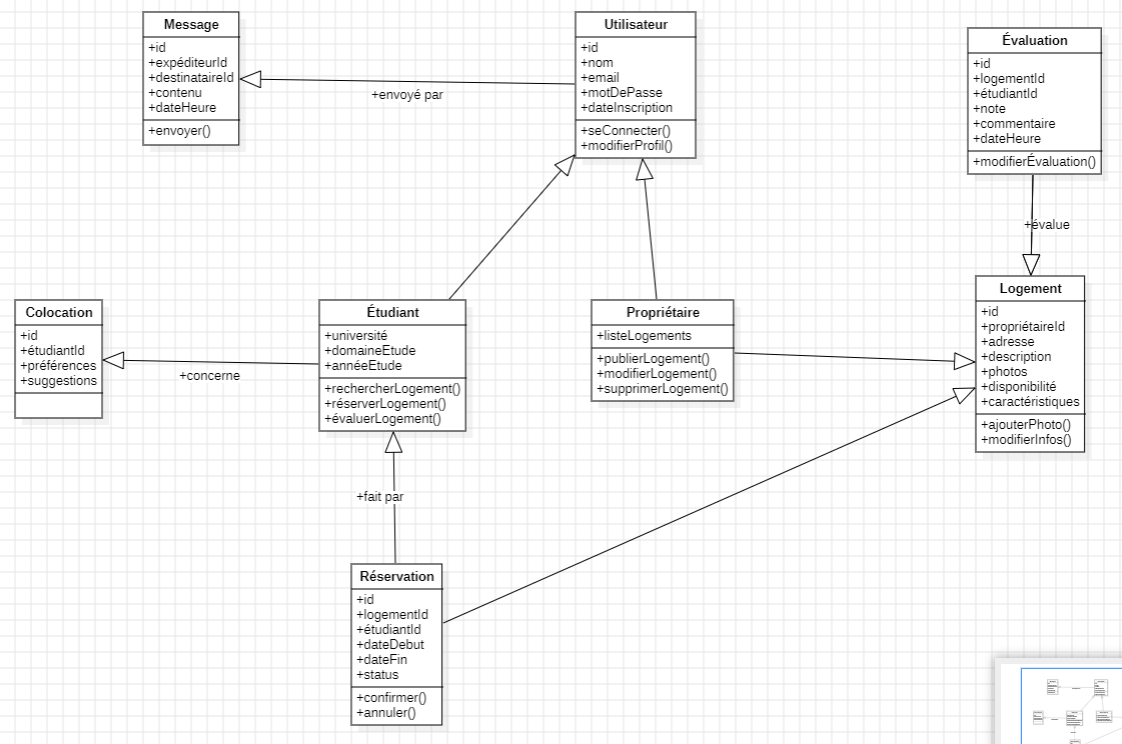 Message
+id
+expéditeurId
+destinataireId
+contenu
+dateHeure
+envoyer()
+envoyé par
Utilisateur
+id
+nom
+email
+motDePasse
+dateInscription
+seConnecter()
+modifierProfil()
Évaluation
+id
+logementId
+étudiantId
+note
+commentaire
+dateHeure
+modifierÉvaluation()
+évalue
Colocation
+id
+étudiantId
+préférences
+suggestions
+concerne
Étudiant
+université
+domaineEtude
+annéeEtude
+rechercherLogement()
+réserverLogement()
+évaluerLogement()
Propriétaire
+listeLogements
+publierLogement()
+modifierLogement()
+supprimerLogement()
Logement
+id
+propriétaireId
+adresse
+description
+photos
+disponibilité
+caractéristiques
+ajouterPhoto()
+modifierInfos()
+fait par
Réservation
+id
+logementId
+étudiantId
+dateDebut
+dateFin
+status
+confirmer()
+annuler()